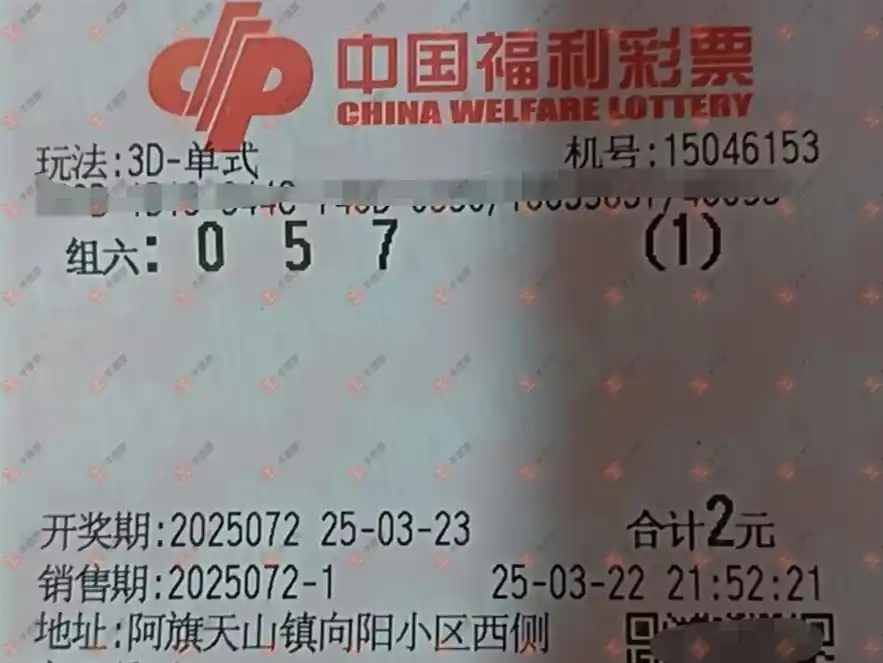 中国福利彩票
CHINA WELFARE LOTTERY
玩法:3D-单式 机号:15046153
组六: 0 5 7 (1)
开奖期:2025072 25-03-23 合计2元
销售期:2025072-1 25-03-22 21:52:21
地址:阿旗天山镇向阳小区西侧